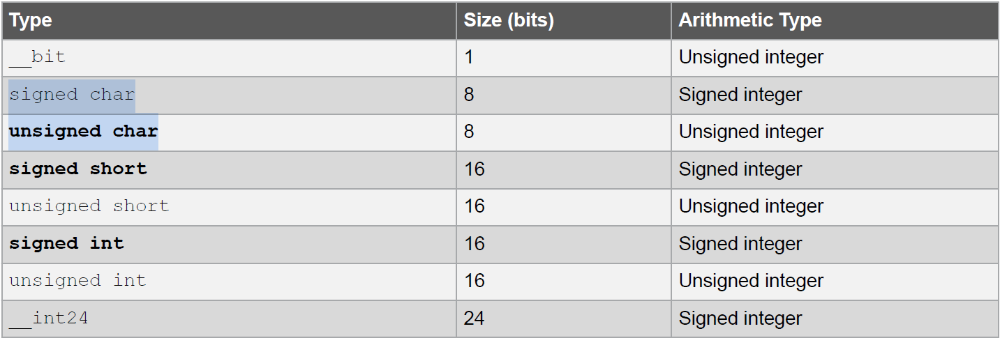 Type Size (bits) Arithmetic Type
__bit 1 Unsigned integer
signed char 8 Signed integer
unsigned char 8 Unsigned integer
signed short 16 Signed integer
unsigned short 16 Unsigned integer
signed int 16 Signed integer
unsigned int 16 Unsigned integer
__int24 24 Signed integer